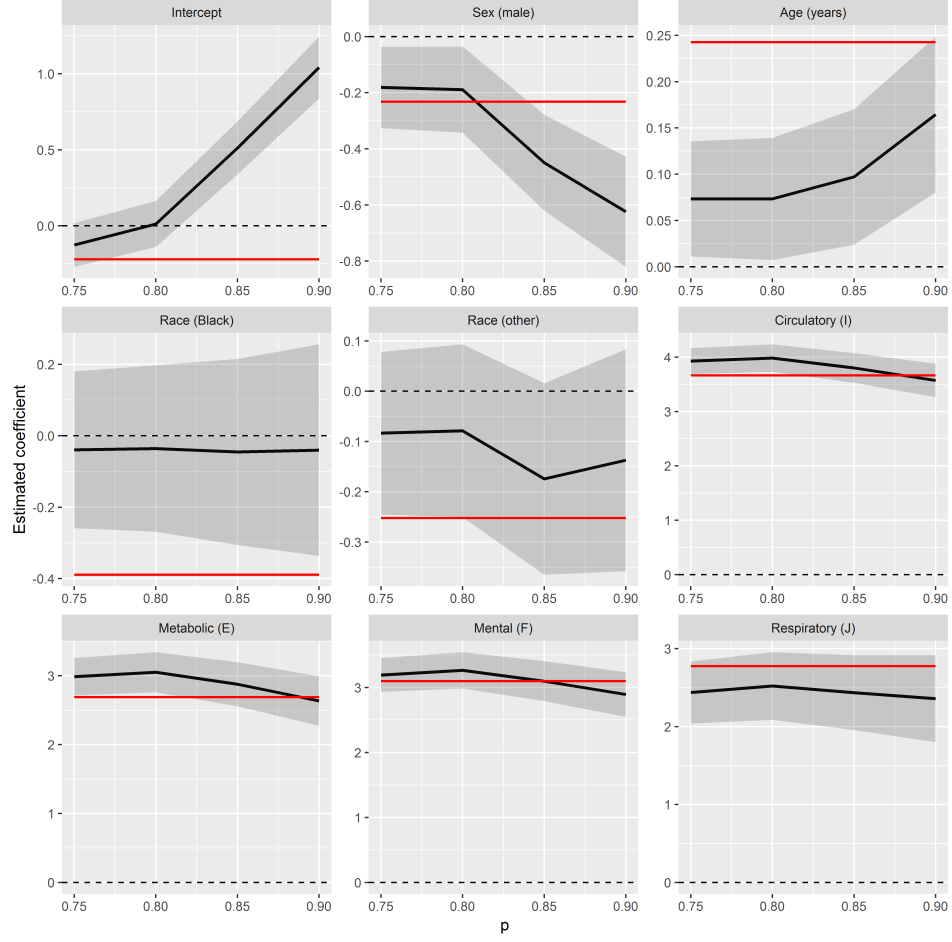 Intercept
Sex (male)
Age (years)
1.0
0.5
0.0
0.0
-0.2
-0.4
-0.6
-0.8
0.25
0.20
0.15
0.10
0.05
0.00
0.75 0.80 0.85 0.90
0.75 0.80 0.85 0.90
0.75 0.80 0.85 0.90
Race (Black)
Race (other)
Circulatory (I)
Estimated coefficient
0.2
0.0
-0.2
-0.4
0.1
0.0
-0.1
-0.2
-0.3
4
3
2
1
0
0.75 0.80 0.85 0.90
0.75 0.80 0.85 0.90
0.75 0.80 0.85 0.90
Metabolic (E)
Mental (F)
Respiratory (J)
3
2
1
0
3
2
1
0
3
2
1
0
0.75 0.80 0.85 0.90
0.75 0.80 0.85 0.90
0.75 0.80 0.85 0.90
p